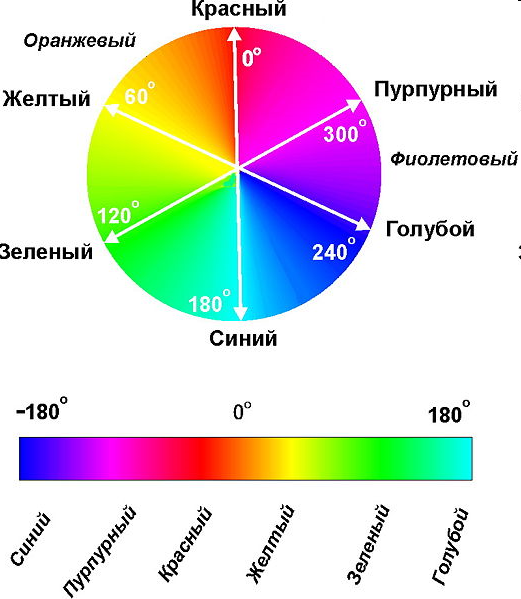 Красный
Оранжевый
0°
Желтый
60°
Пурпурный
300°
Фиолетовый
120°
Зеленый
Голубой
240°
180°
Синий
-180°
0°
180°
Синий
Пурпурный
Красный
Желтый
Зеленый
Голубой